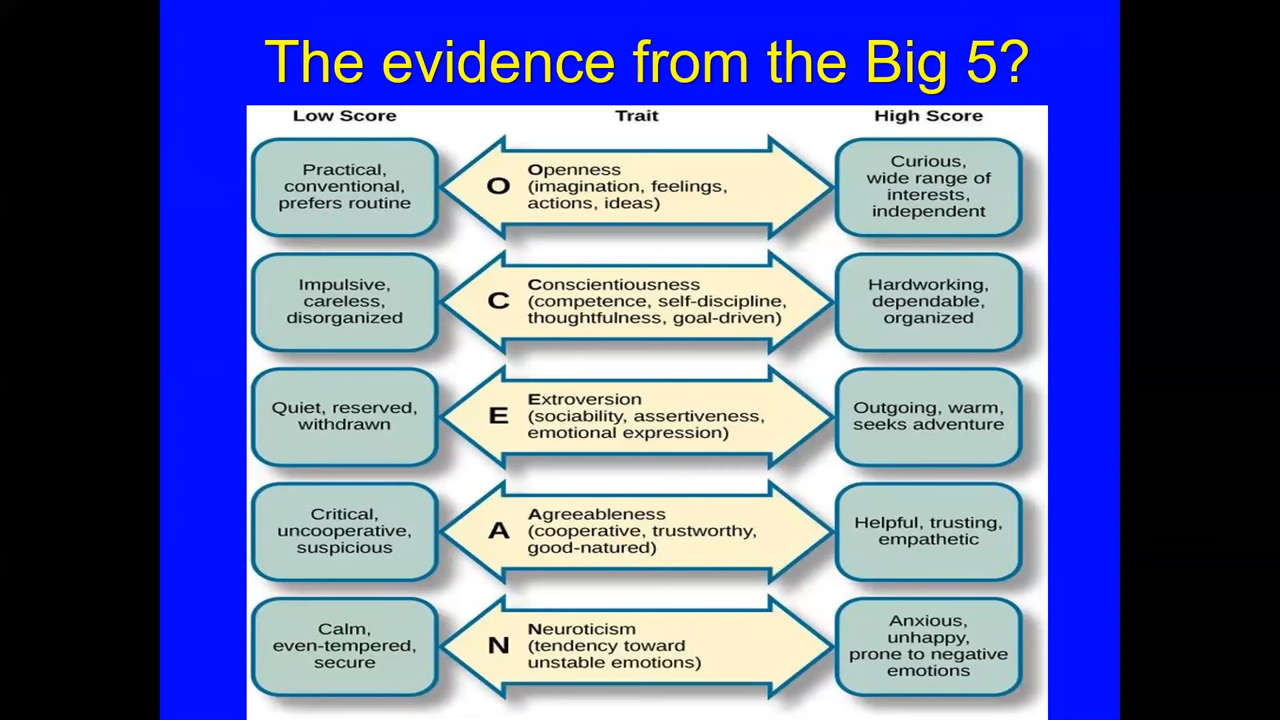 The evidence from the Big 5?
Low Score
Trait
High Score
Practical,
conventional,
prefers routine
O
Openness
(imagination, feelings,
actions, ideas)
Curious,
wide range of
interests,
independent
Impulsive,
careless,
disorganized
C
Conscientiousness
(competence, self-discipline,
thoughtfulness, goal-driven)
Hardworking,
dependable,
organized
Quiet, reserved,
withdrawn
E
Extroversion
(sociability, assertiveness,
emotional expression)
Outgoing, warm,
seeks adventure
Critical,
uncooperative,
suspicious
A
Agreeableness
(cooperative, trustworthy,
good-natured)
Helpful, trusting,
empathetic
Calm,
even-tempered,
secure
N
Neuroticism
(tendency toward
unstable emotions)
Anxious,
unhappy,
prone to negative
emotions